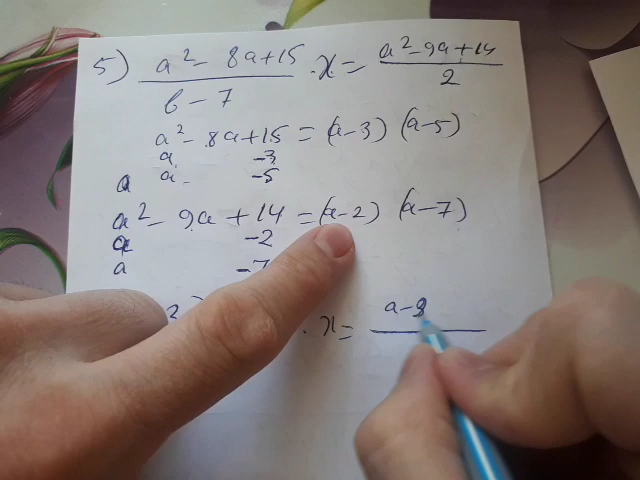 5) (a² - 8a + 15) / (b - 7) · x = (a² - 9a + 14) / 2
a² - 8a + 15 = (a - 3) (a - 5)
a -3
a a -5
a² - 9a + 14 = (a - 2) (a - 7)
a -2
a -7
· x = a -